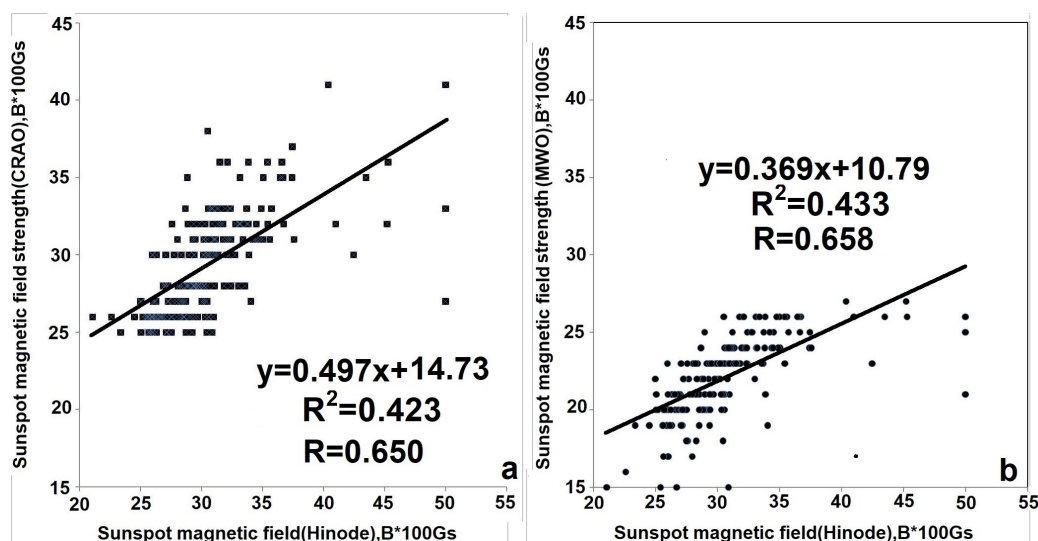 45
40
35
30
25
20
15
Sunspot magnetic field strength(CRAO),B*100Gs
y=0.497x+14.73
R²=0.423
R=0.650
a
20 25 30 35 40 45 50 55
Sunspot magnetic field(Hinode),B*100Gs
45
40
35
30
25
20
15
Sunspot magnetic field strength(MWO),B*100Gs
y=0.369x+10.79
R²=0.433
R=0.658
b
20 25 30 35 40 45 50 55
Sunspot magnetic field(Hinode),B*100Gs